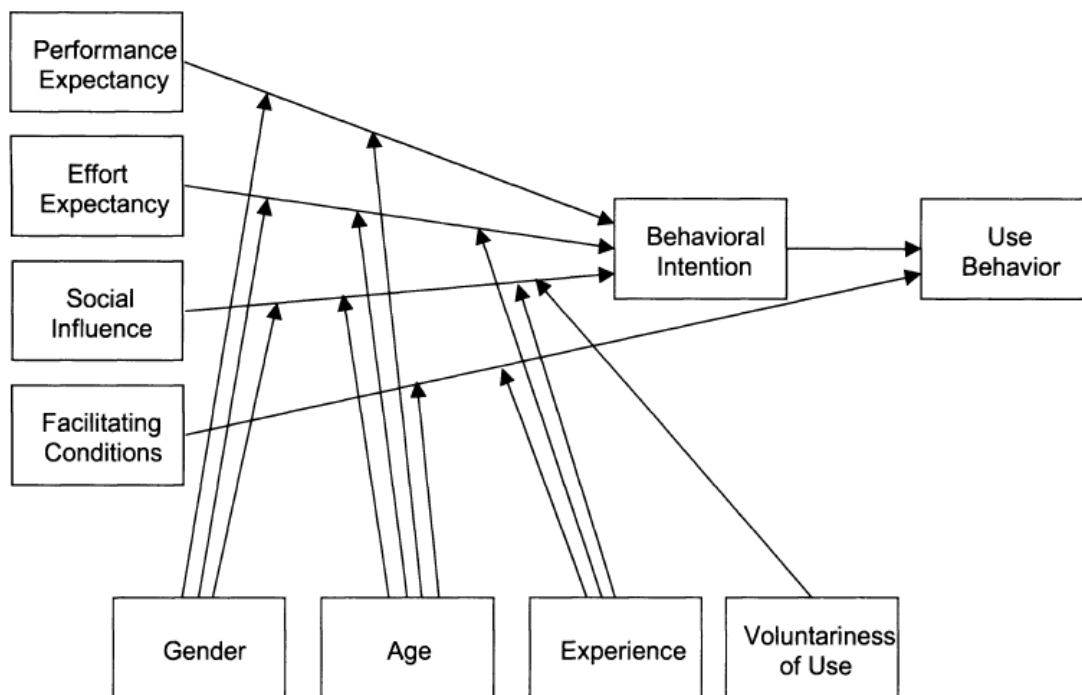 Performance
Expectancy
Effort
Expectancy
Social
Influence
Facilitating
Conditions
Behavioral
Intention
Use
Behavior
Gender
Age
Experience
Voluntariness
of Use